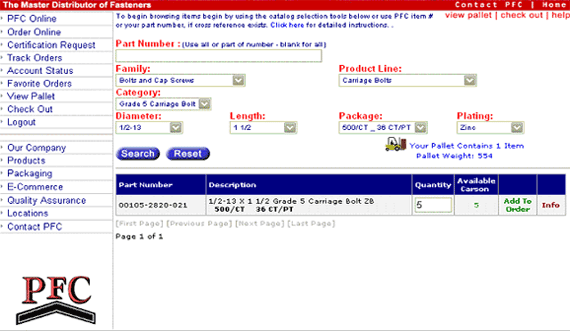 The Master Distributor of Fasteners
Contact PFC | Home
PFC Online
Order Online
Certification Request
Track Orders
Account Status
Favorite Orders
View Pallet
Check Out
Logout
Our Company
Products
Packaging
E-Commerce
Quality Assurance
Locations
Contact PFC
PFC
To begin browsing items begin by using the catalog selection tools below or use PFC item #
or your part number, if cross reference exists. Click here for detailed instructions. .
view pallet | check out | help
Part Number : (Use all or part of number - blank for all)
Family: Product Line:
Bolts and Cap Screws Carriage Bolts
Category:
Grade 5 Carriage Bolt
Diameter: Length: Package: Plating:
1/2-13 1 1/2 500/CT _ 36 CT/PT Zinc
Search Reset
Your Pallet Contains 1 Item
Pallet Weight: 554
Part Number Description Quantity Available Carson
00105-2820-021 1/2-13 X 1 1/2 Grade 5 Carriage Bolt ZB 5 5 Add To Order Info
500/CT 36 CT/PT
[First Page] [Previous Page] [Next Page] [Last Page]
Page 1 of 1